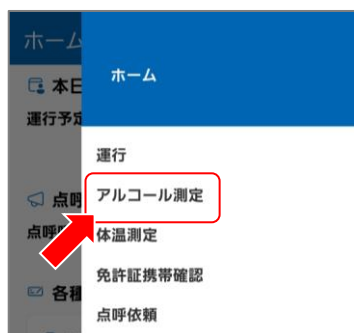 ホーム
ホーム
本日
運行予定
運行
アルコール測定
点呼
体温測定
免許証携帯確認
各種
点呼依頼